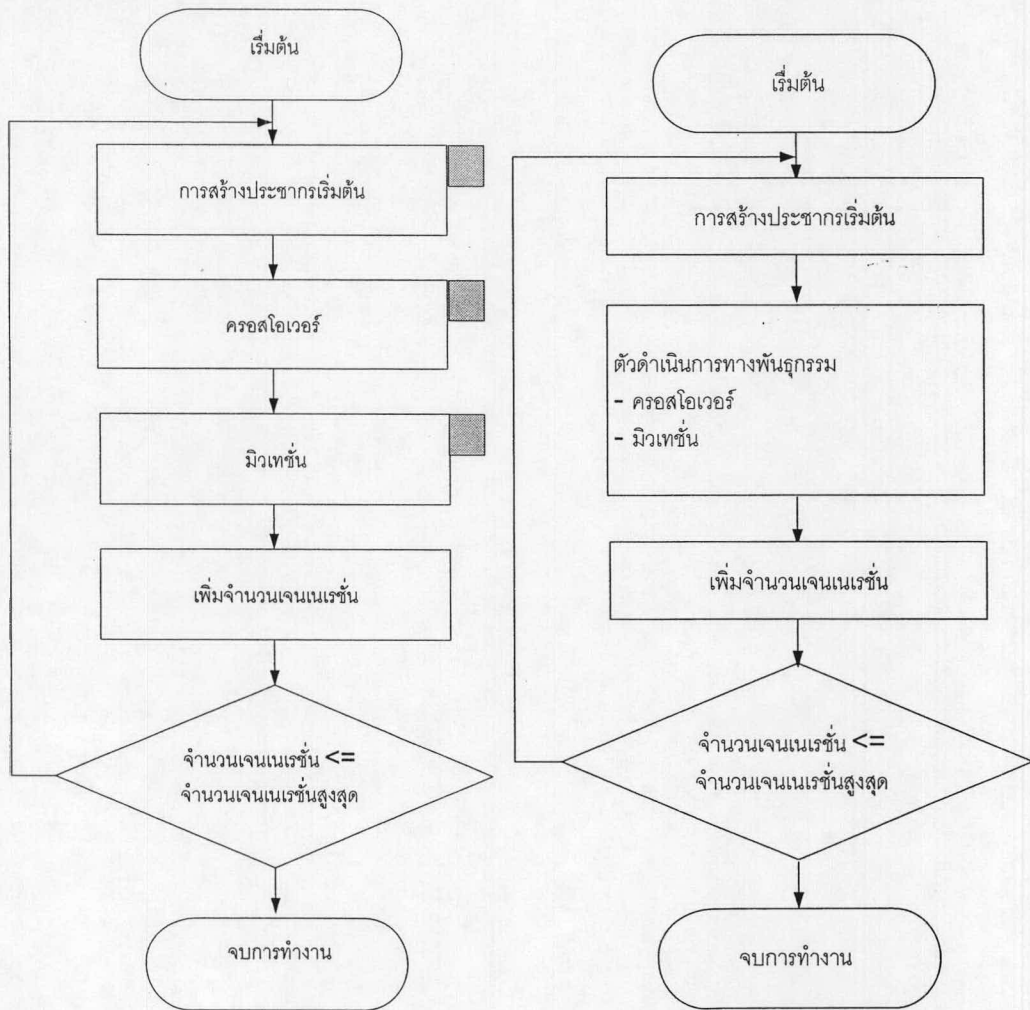 เริ่มต้น
การสร้างประชากรเริ่มต้น
ครอสโอเวอร์
มิวเทชั่น
เพิ่มจำนวนเจนเนเรชั่น
จำนวนเจนเนเรชั่น <=
จำนวนเจนเนเรชั่นสูงสุด
จบการทำงาน
เริ่มต้น
การสร้างประชากรเริ่มต้น
ตัวดำเนินการทางพันธุกรรม
- ครอสโอเวอร์
- มิวเทชั่น
เพิ่มจำนวนเจนเนเรชั่น
จำนวนเจนเนเรชั่น <=
จำนวนเจนเนเรชั่นสูงสุด
จบการทำงาน